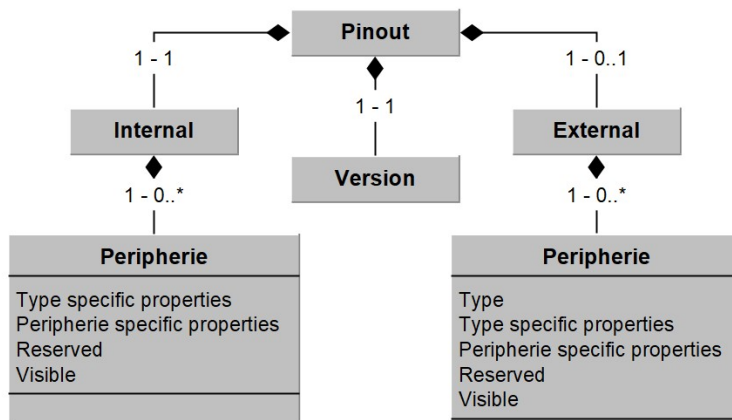 Pinout
1 - 1
1 - 0..1
1 - 1
Internal
External
Version
1 - 0..*
1 - 0..*
Peripherie
Type specific properties
Peripherie specific properties
Reserved
Visible
Peripherie
Type
Type specific properties
Peripherie specific properties
Reserved
Visible